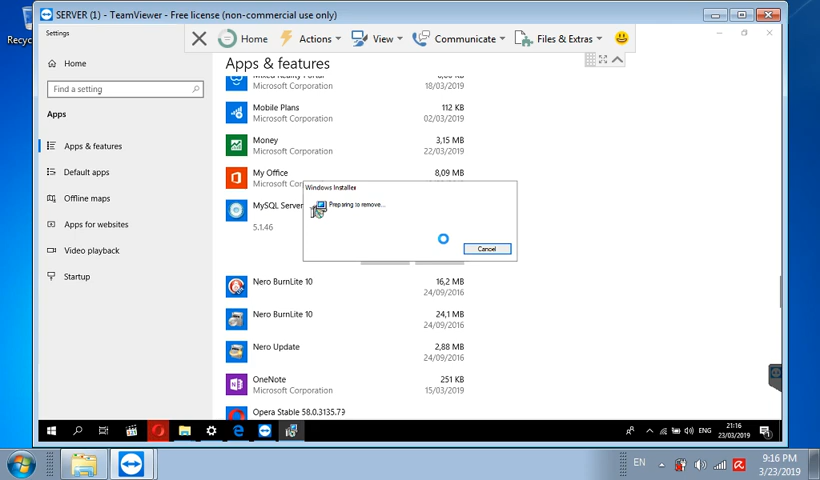 SERVER (1) - TeamViewer - Free license (non-commercial use only)
Settings
Home
Actions
View
Communicate
Files & Extras
Home
Find a setting
Apps
Apps & features
Default apps
Offline maps
Apps for websites
Video playback
Startup
Apps & features
Mixed Reality Portal
Microsoft Corporation
18/03/2019
Mobile Plans
112 KB
Microsoft Corporation
02/03/2019
Money
3,15 MB
Microsoft Corporation
22/03/2019
My Office
8,09 MB
Microsoft Co
MySQL Server
5.1.46
Windows Installer
Preparing to remove...
Cancel
Nero BurnLite 10
16,2 MB
24/09/2016
Nero BurnLite 10
24,1 MB
24/09/2016
Nero Update
2,88 MB
24/09/2016
OneNote
251 KB
Microsoft Corporation
15/03/2019
Opera Stable 58.0.3135.79
ENG
21:16
23/03/2019
Recyc
EN
9:16 PM
3/23/2019